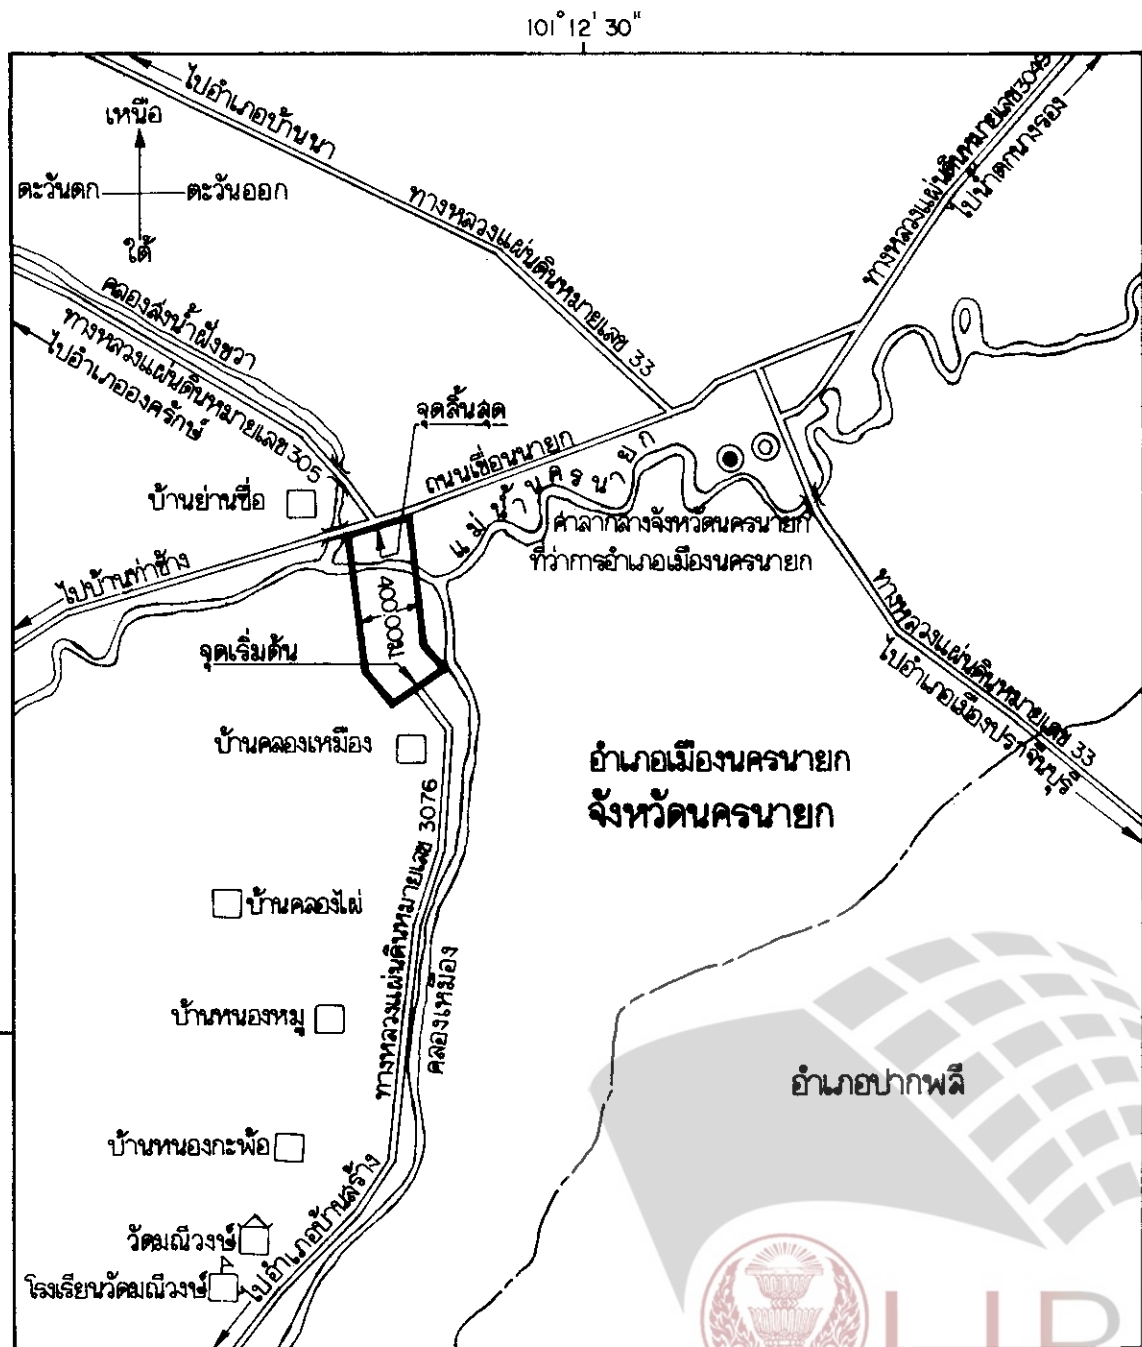 101° 12' 30"
ไปอำเภอบ้านนา
เหนือ
ตะวันตก
ตะวันออก
ใต้
ทางหลวงแผ่นดินหมายเลข 3049
ไปน้ำตกนางรอง
ทางหลวงแผ่นดินหมายเลข 33
คลองส่งน้ำฝั่งขวา
ทางหลวงแผ่นดินหมายเลข 305
ไปอำเภอองครักษ์
จุดสิ้นสุด
ถนนเขื่อนนายก
แม่น้ำนครนายก
บ้านย่านซื่อ
ศาลากลางจังหวัดนครนายก
ที่ว่าการอำเภอเมืองนครนายก
ไปบ้านท่าช้าง
400.00ม.
จุดเริ่มต้น
ทางหลวงแผ่นดินหมายเลข 33
ไปอำเภอเมืองปราจีนบุรี
บ้านคลองเหมือง
อำเภอเมืองนครนายก
จังหวัดนครนายก
ทางหลวงแผ่นดินหมายเลข 3076
บ้านคลองไผ่
คลองเหมือง
บ้านหนองหมู
อำเภอปากพลี
บ้านหนองกะพ้อ
ไปอำเภอบ้านสร้าง
วัดมณีวงษ์
โรงเรียนวัดมณีวงษ์